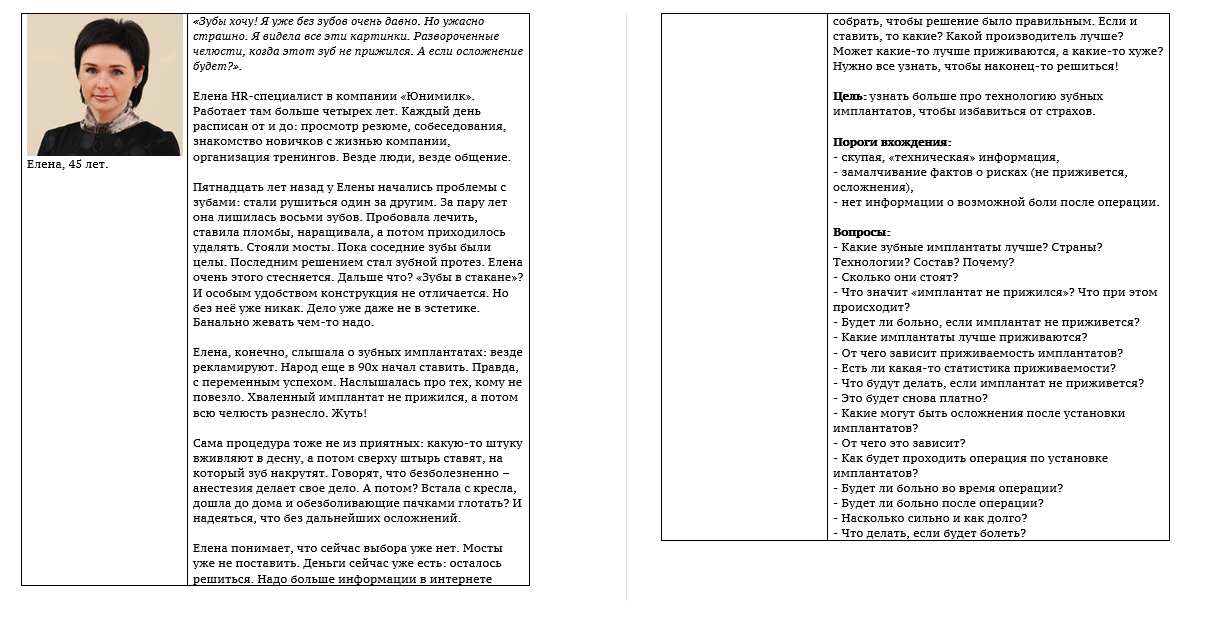 «Зубы хочу! Я уже без зубов очень давно. Но ужасно
страшно. Я видела все эти картинки. Развороченные
челюсти, когда этот зуб не прижился. А если осложнение
будет?».
Елена, 45 лет.
Елена HR-специалист в компании «Юнимилк».
Работает там больше четырех лет. Каждый день
расписан от и до: просмотр резюме, собеседования,
знакомство новичков с жизнью компании,
организация тренингов. Везде люди, везде общение.
Пятнадцать лет назад у Елены начались проблемы с
зубами: стали рушиться один за другим. За пару лет
она лишилась восьми зубов. Пробовала лечить,
ставила пломбы, наращивала, а потом приходилось
удалять. Стояли мосты. Пока соседние зубы были
целы. Последним решением стал зубной протез. Елена
очень этого стесняется. Дальше что? «Зубы в стакане»?
И особым удобством конструкция не отличается. Но
без неё уже никак. Дело уже даже не в эстетике.
Банально жевать чем-то надо.
Елена, конечно, слышала о зубных имплантатах: везде
рекламируют. Народ еще в 90х начал ставить. Правда,
с переменным успехом. Наслышалась про тех, кому не
повезло. Хваленный имплантат не прижился, а потом
всю челюсть разнесло. Жуть!
Сама процедура тоже не из приятных: какую-то штуку
вживляют в десну, а потом сверху штырь ставят, на
который зуб накрутят. Говорят, что безболезненно –
анестезия делает свое дело. А потом? Встала с кресла,
дошла до дома и обезболивающие пачками глотать? И
надеяться, что без дальнейших осложнений.
Елена понимает, что сейчас выбора уже нет. Мосты
уже не поставить. Деньги сейчас уже есть: осталось
решиться. Надо больше информации в интернете
собрать, чтобы решение было правильным. Если и
ставить, то какие? Какой производитель лучше?
Может какие-то лучше приживаются, а какие-то хуже?
Нужно все узнать, чтобы наконец-то решиться!
Цель: узнать больше про технологию зубных
имплантатов, чтобы избавиться от страхов.
Пороги вхождения:
- скупая, «техническая» информация,
- замалчивание фактов о рисках (не приживется,
осложнения),
- нет информации о возможной боли после операции.
Вопросы:
- Какие зубные имплантаты лучше? Страны?
Технологии? Состав? Почему?
- Сколько они стоят?
- Что значит «имплантат не прижился»? Что при этом
происходит?
- Будет ли больно, если имплантат не приживется?
- Какие имплантаты лучше приживаются?
- От чего зависит приживаемость имплантатов?
- Есть ли какая-то статистика приживаемости?
- Что будут делать, если имплантат не приживется?
- Это будет снова платно?
- Какие могут быть осложнения после установки
имплантатов?
- От чего это зависит?
- Как будет проходить операция по установке
имплантатов?
- Будет ли больно во время операции?
- Будет ли больно после операции?
- Насколько сильно и как долго?
- Что делать, если будет болеть?